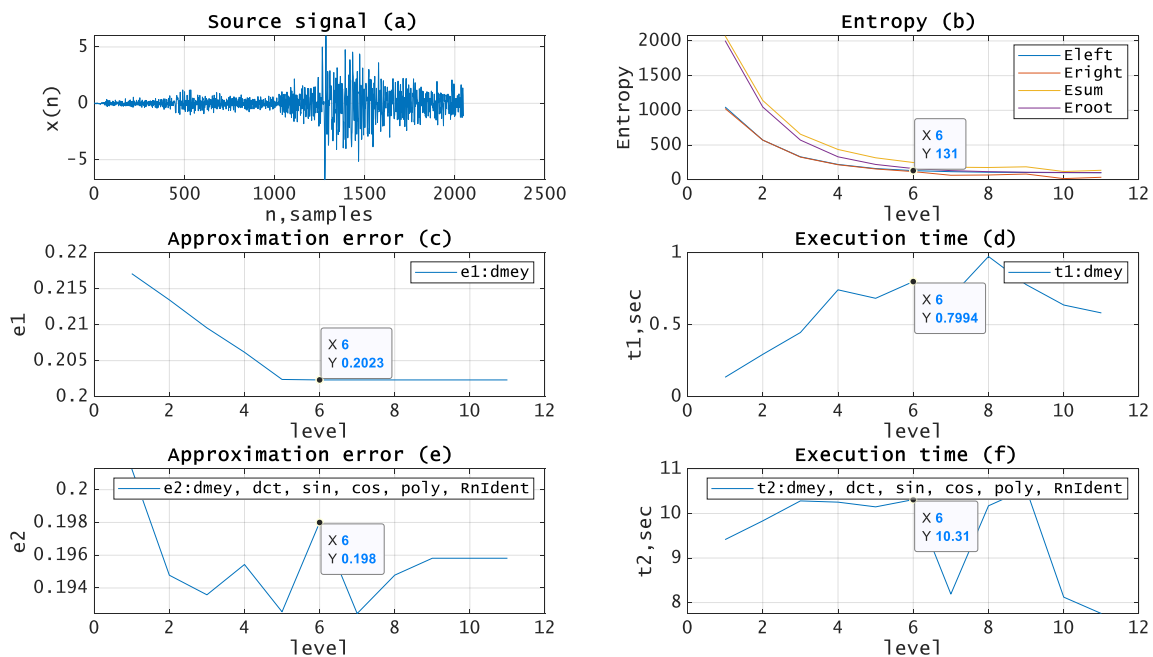 Source signal (a)
5
0
-5
x(n)
0
500
1000
1500
2000
2500
n,samples
Entropy (b)
2000
1500
1000
500
0
Entropy
Eleft
Eright
Esum
Eroot
X 6
Y 131
0
2
4
6
8
10
12
level
Approximation error (c)
0.22
0.215
0.21
0.205
0.2
e1
e1:dmey
X 6
Y 0.2023
0
2
4
6
8
10
12
level
Execution time (d)
1
0.5
0
t1,sec
t1:dmey
X 6
Y 0.7994
0
2
4
6
8
10
12
level
Approximation error (e)
0.2
0.198
0.196
0.194
e2
e2:dmey, dct, sin, cos, poly, RnIdent
X 6
Y 0.198
0
2
4
6
8
10
12
level
Execution time (f)
11
10
9
8
t2,sec
t2:dmey, dct, sin, cos, poly, RnIdent
X 6
Y 10.31
0
2
4
6
8
10
12
level